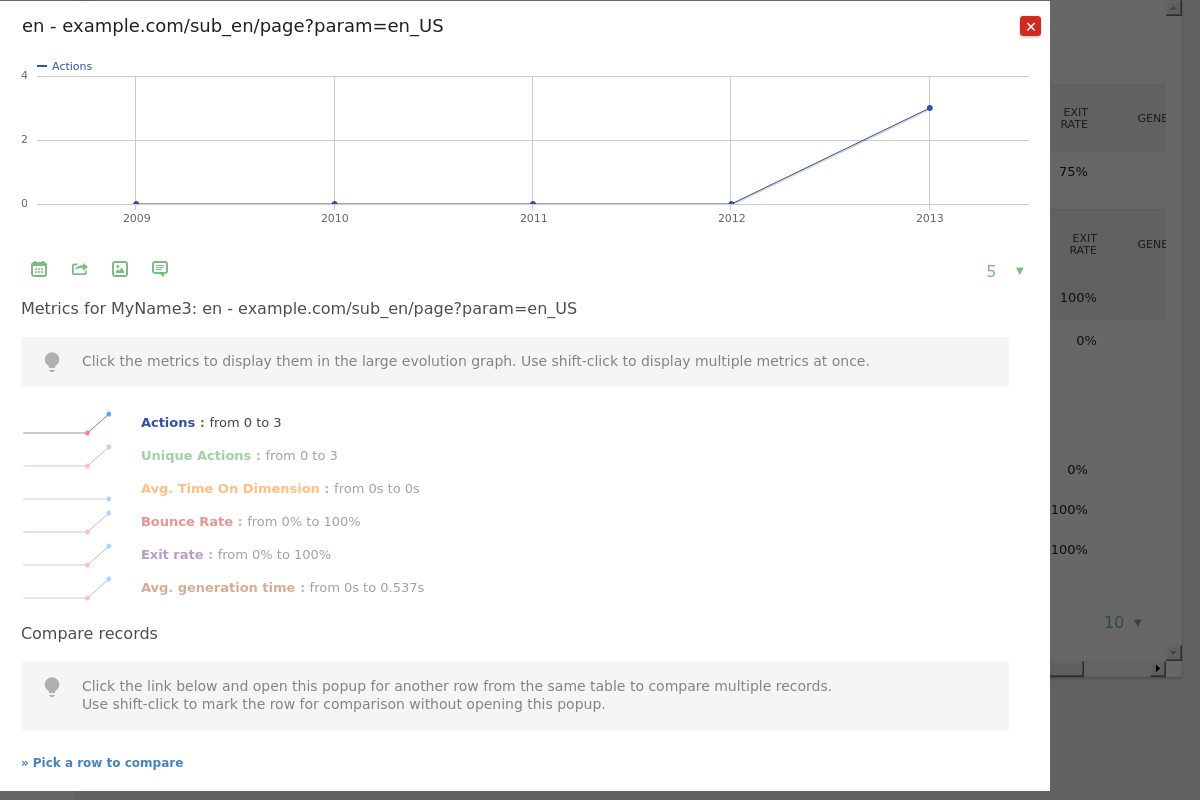 en - example.com/sub_en/page?param=en_US
Actions
4
2
0
2009 2010 2011 2012 2013
5
Metrics for MyName3: en - example.com/sub_en/page?param=en_US
Click the metrics to display them in the large evolution graph. Use shift-click to display multiple metrics at once.
Actions : from 0 to 3
Unique Actions : from 0 to 3
Avg. Time On Dimension : from 0s to 0s
Bounce Rate : from 0% to 100%
Exit rate : from 0% to 100%
Avg. generation time : from 0s to 0.537s
Compare records
Click the link below and open this popup for another row from the same table to compare multiple records.
Use shift-click to mark the row for comparison without opening this popup.
» Pick a row to compare
EXIT
RATE
GENE
75%
EXIT
RATE
GENE
100%
0%
0%
100%
100%
10